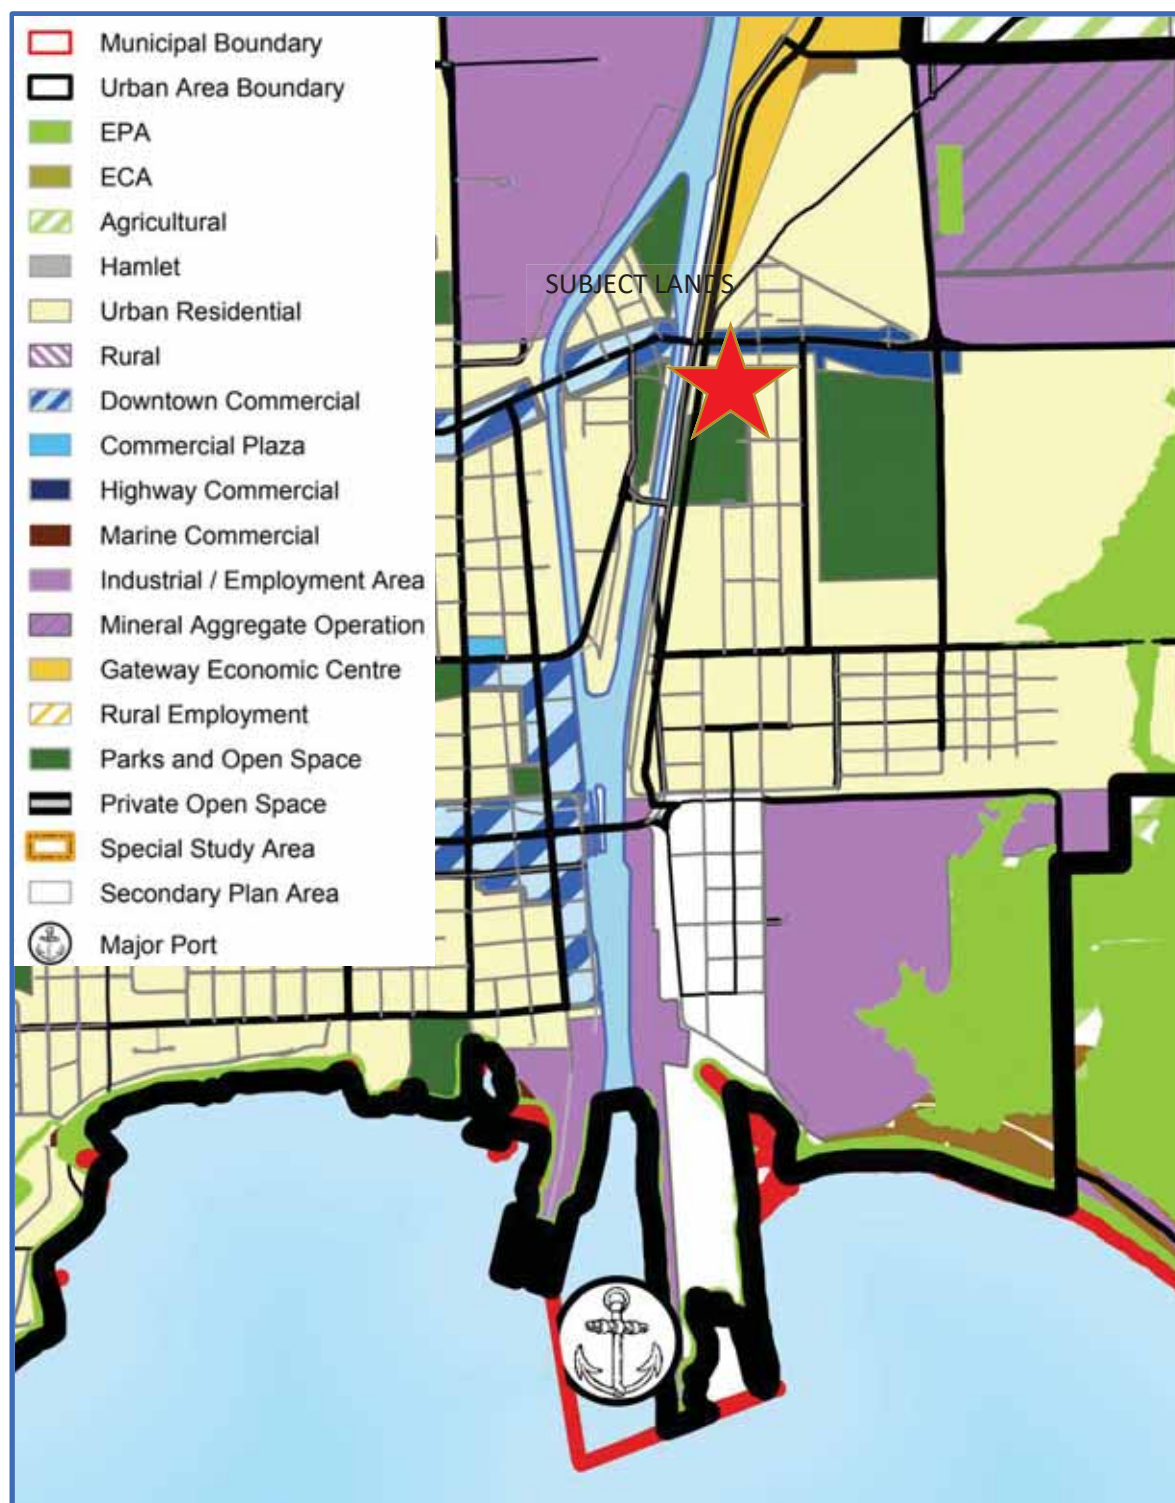 Municipal Boundary
Urban Area Boundary
EPA
ECA
Agricultural
Hamlet
Urban Residential
Rural
Downtown Commercial
Commercial Plaza
Highway Commercial
Marine Commercial
Industrial / Employment Area
Mineral Aggregate Operation
Gateway Economic Centre
Rural Employment
Parks and Open Space
Private Open Space
Special Study Area
Secondary Plan Area
Major Port
SUBJECT LANDS